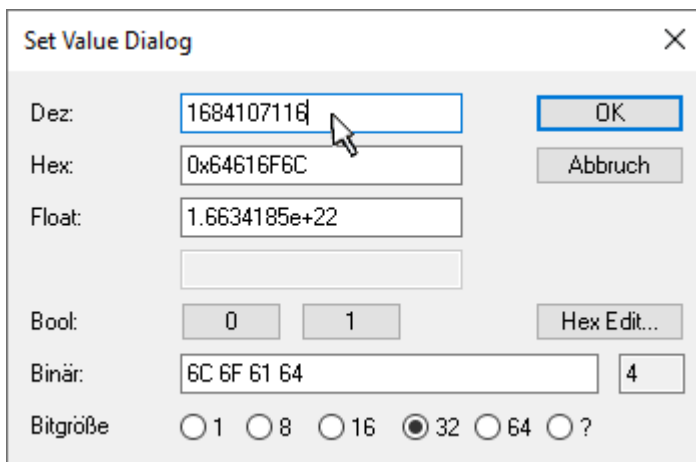 Set Value Dialog
Dez: 1684107116 OK
Hex: 0x64616F6C Abbruch
Float: 1.6634185e+22
Bool: 0 1 Hex Edit...
Binär: 6C 6F 61 64 4
Bitgröße 1 8 16 32 64 ?